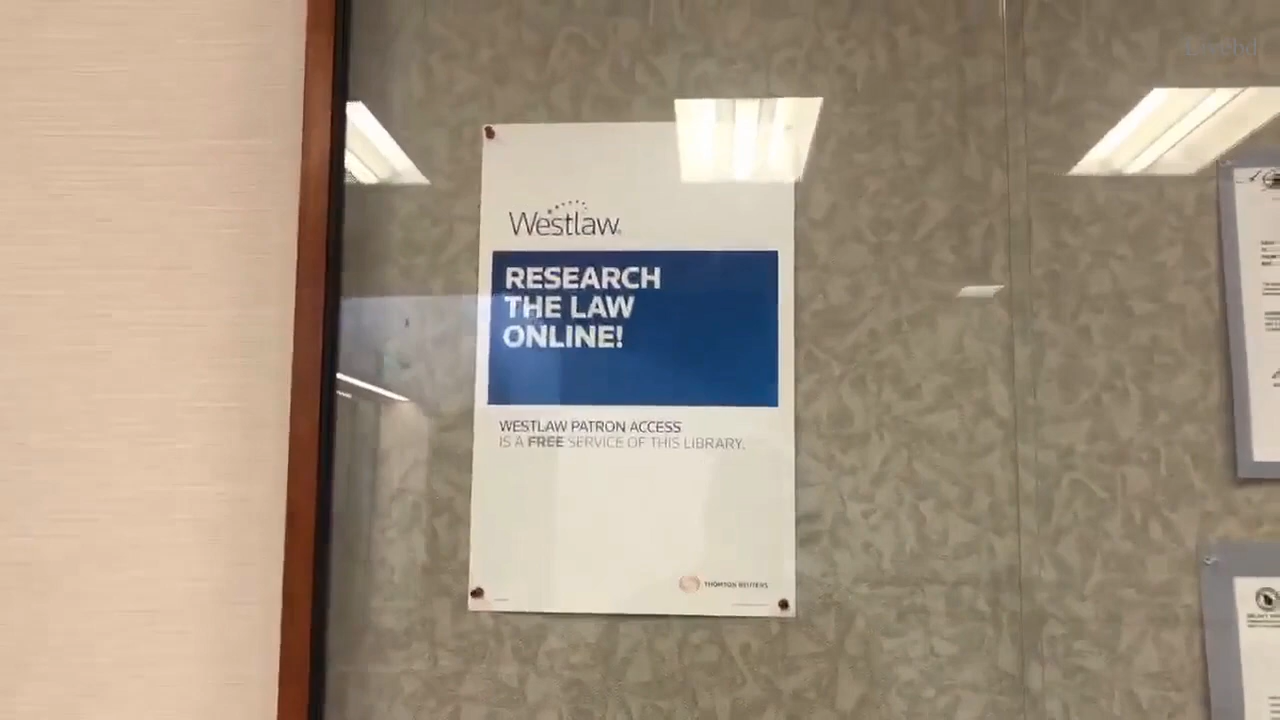 Westlaw
RESEARCH
THE LAW
ONLINE!
WESTLAW PATRON ACCESS
IS A FREE SERVICE OF THIS LIBRARY.
THOMSON REUTERS